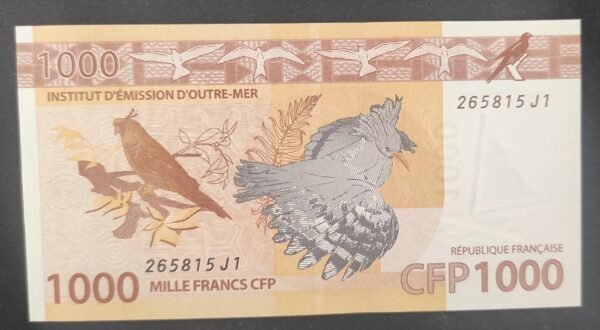 1000
INSTITUT D'ÉMISSION D'OUTRE-MER
265815 J1
RÉPUBLIQUE FRANÇAISE
265815 J1
1000 MILLE FRANCS CFP
CFP 1000